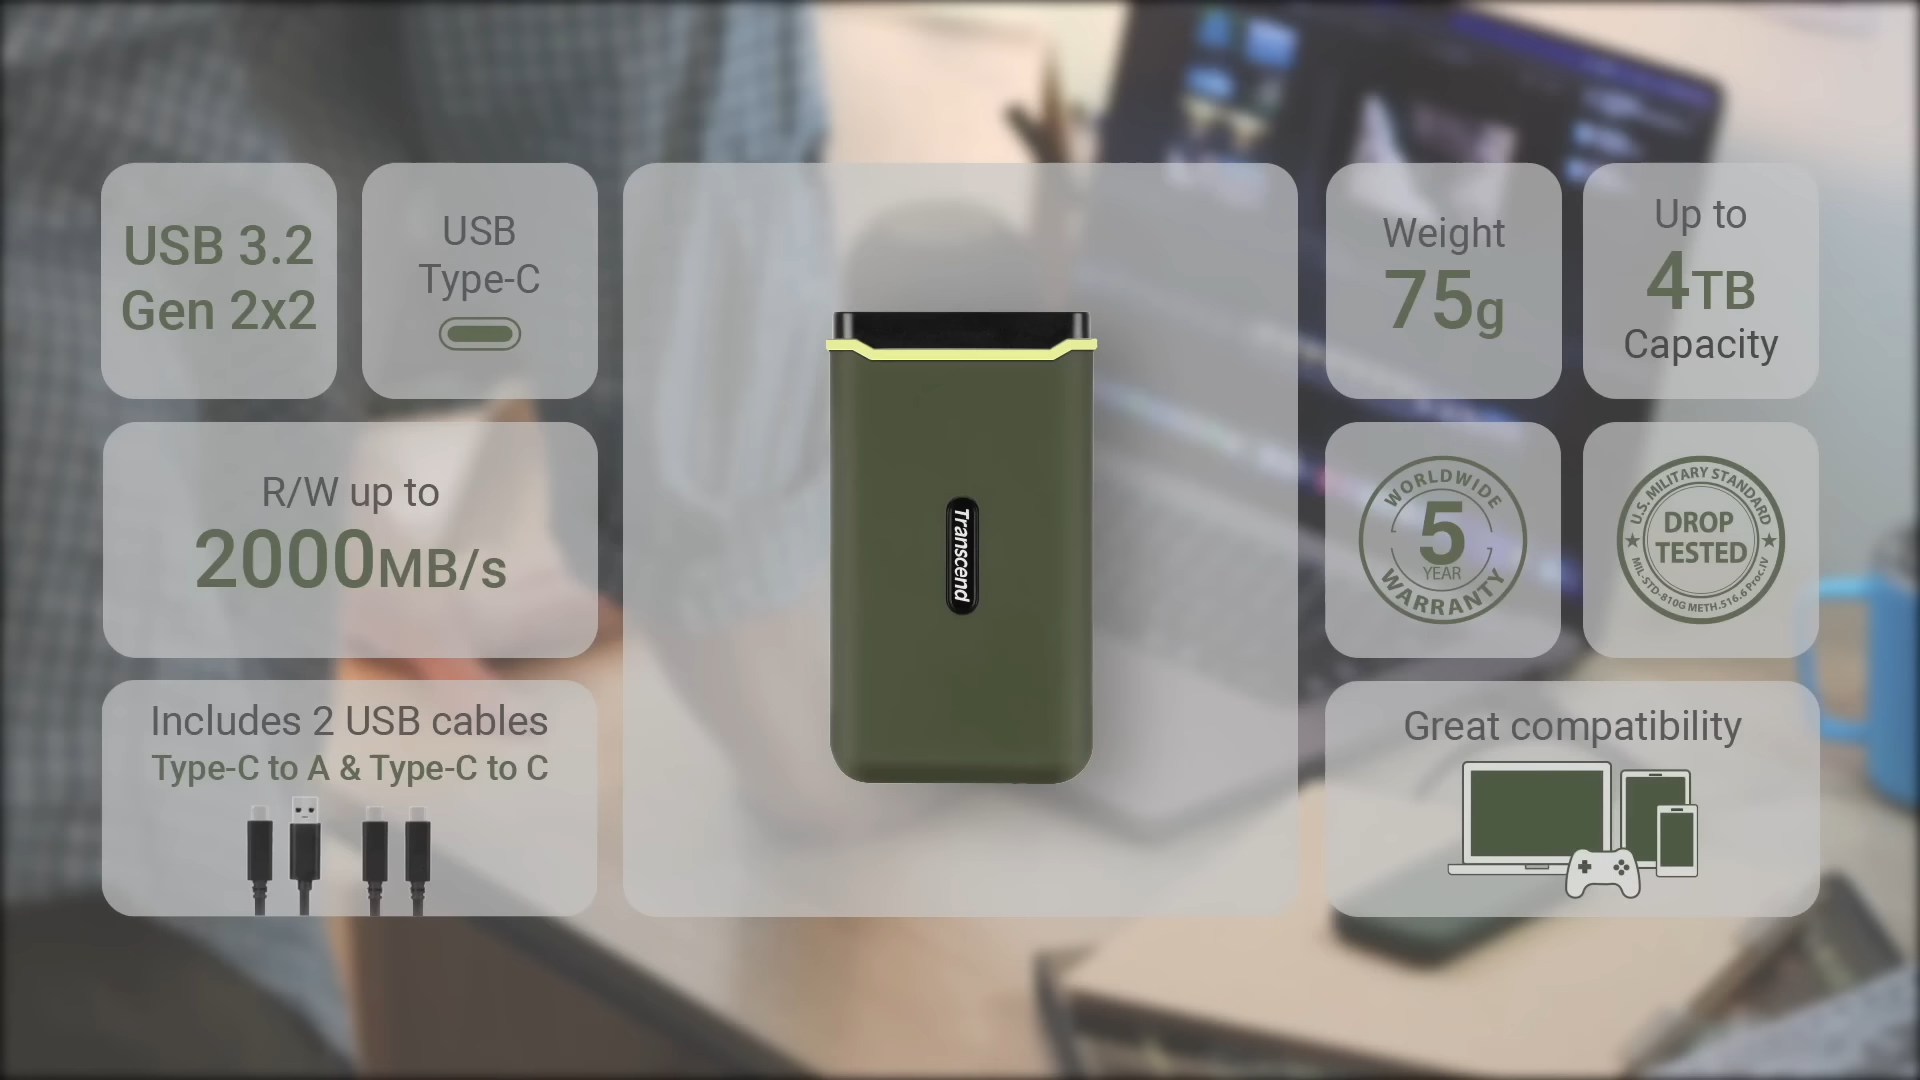 USB 3.2
Gen 2x2
USB
Type-C
R/W up to
2000MB/s
Includes 2 USB cables
Type-C to A & Type-C to C
Transcend
Weight
75g
Up to
4TB
Capacity
WORLDWIDE
5
YEAR
WARRANTY
U.S. MILITARY STANDARD
DROP
TESTED
MIL-STD-810G METH.516.6 Proc.IV
Great compatibility